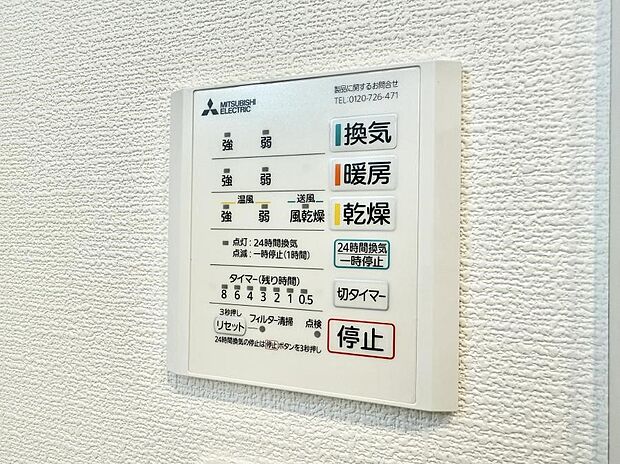 MITSUBISHI ELECTRIC
製品に関するお問合せ
TEL:0120-726-471
強 弱 換気
強 弱 暖房
温風 送風
強 弱 風乾燥 乾燥
点灯:24時間換気
点滅:一時停止(1時間)
24時間換気
一時停止
タイマー(残り時間)
8 6 4 3 2 1 0.5
切タイマー
3秒押し
リセット フィルター清掃 点検
停止
24時間換気の停止は停止ボタンを3秒押し